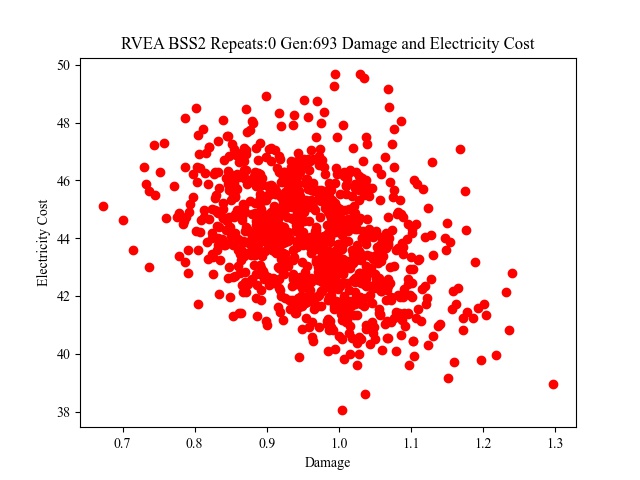 RVEA BSS2 Repeats:0 Gen:693 Damage and Electricity Cost
50
48
46
44
42
40
38
Electricity Cost
0.7 0.8 0.9 1.0 1.1 1.2 1.3
Damage